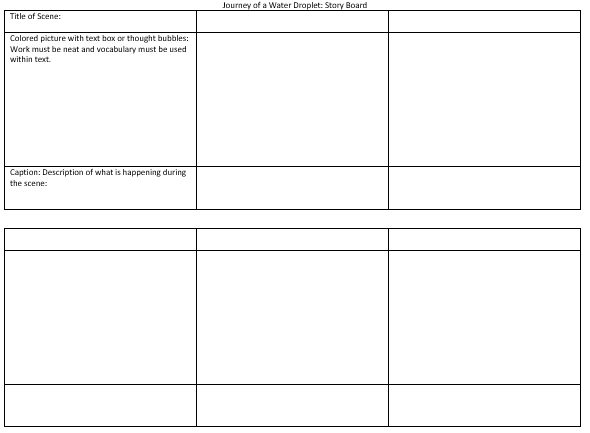 Journey of a Water Droplet: Story Board
Title of Scene:
Colored picture with text box or thought bubbles:
Work must be neat and vocabulary must be used
within text.
Caption: Description of what is happening during
the scene: